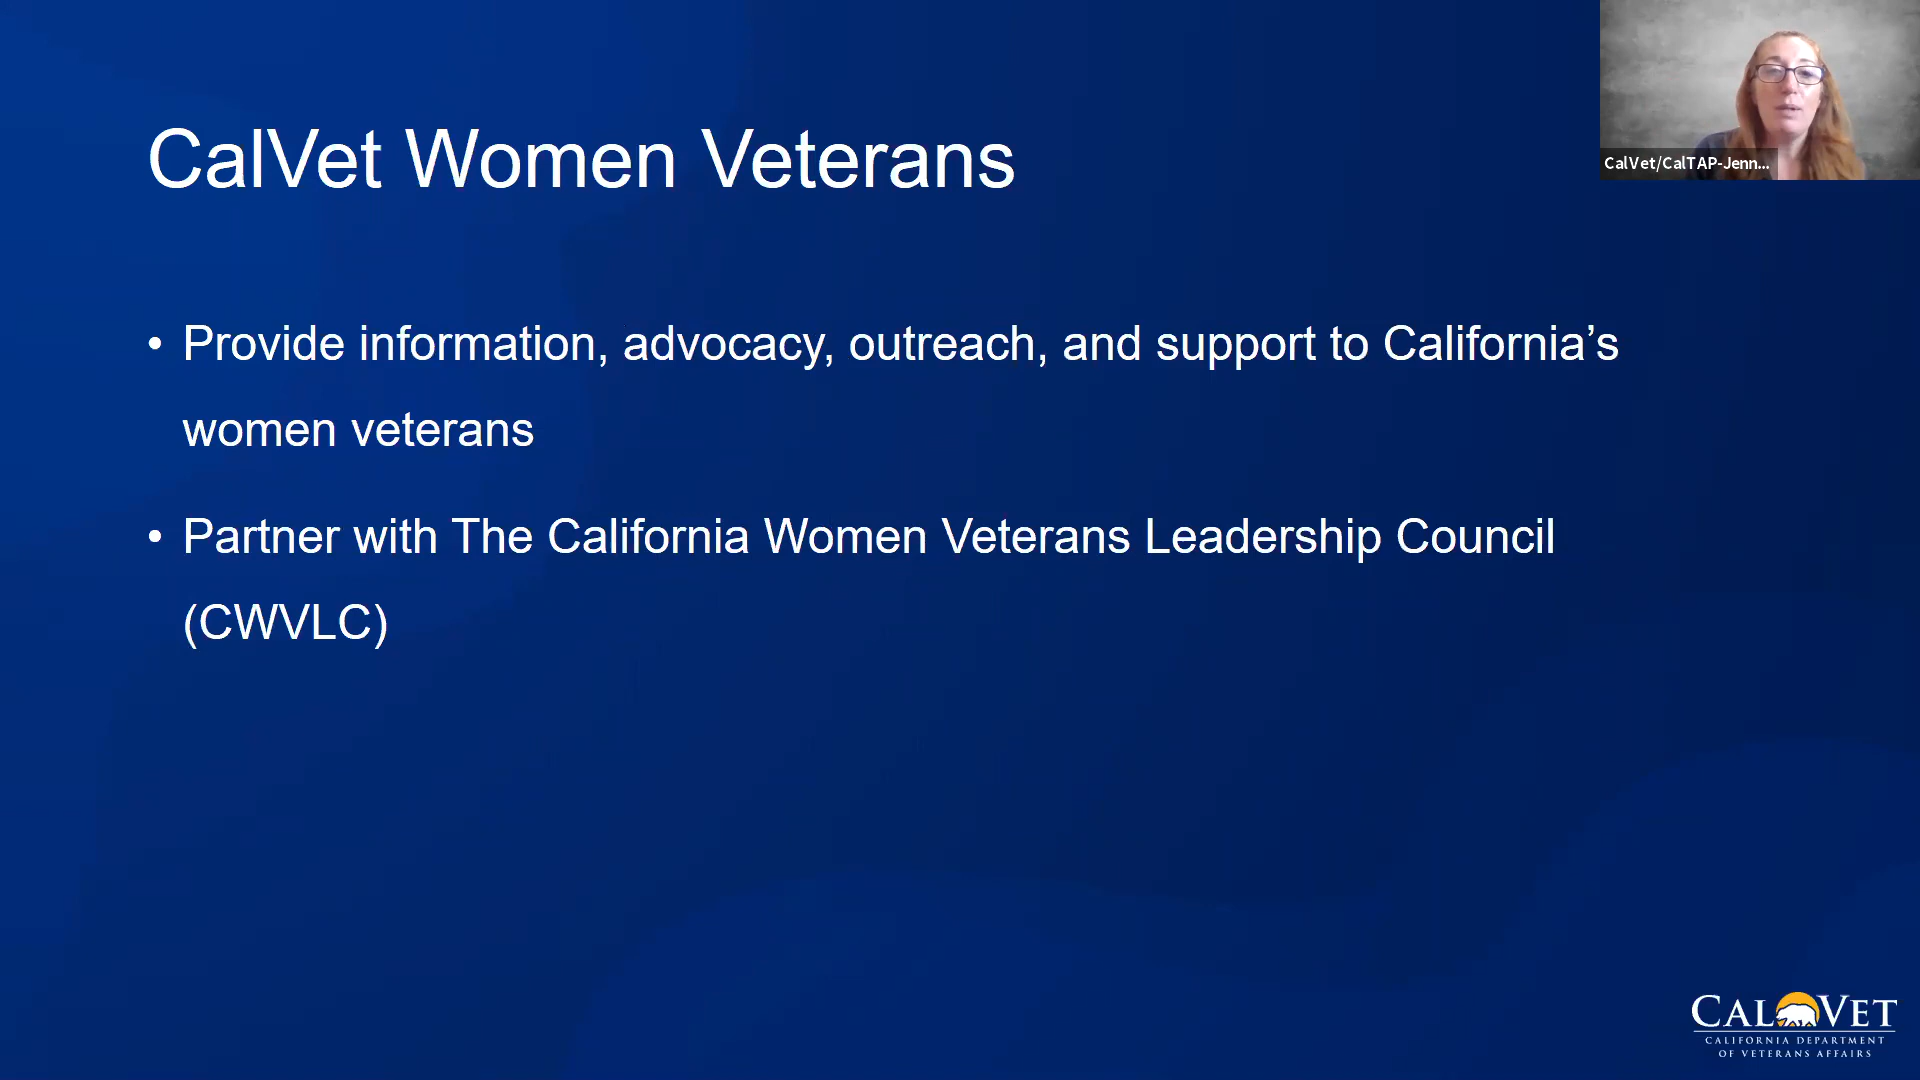 CalVet Women Veterans
CalVet/CalTAP-Jenn...
• Provide information, advocacy, outreach, and support to California’s
women veterans
• Partner with The California Women Veterans Leadership Council
(CWVLC)
CALVET
CALIFORNIA DEPARTMENT
OF VETERANS AFFAIRS